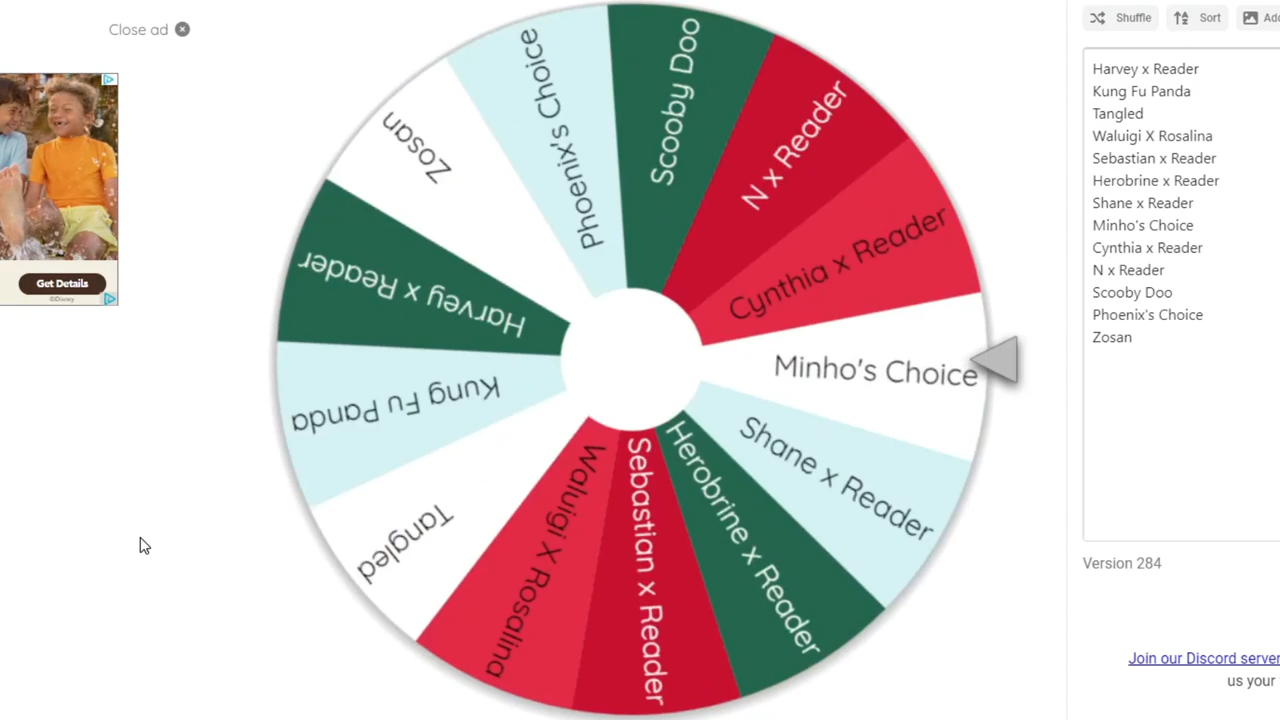 Close ad
Get Details
©Disney
Scooby Doo
N x Reader
Cynthia x Reader
Minho's Choice
Shane x Reader
Herobrine x Reader
Sebastian x Reader
Waluigi X Rosalina
Tangled
Kung Fu Panda
Harvey x Reader
Zosan
Phoenix's Choice
Shuffle
Sort
Add
Harvey x Reader
Kung Fu Panda
Tangled
Waluigi X Rosalina
Sebastian x Reader
Herobrine x Reader
Shane x Reader
Minho's Choice
Cynthia x Reader
N x Reader
Scooby Doo
Phoenix's Choice
Zosan
Version 284
Join our Discord server
us your